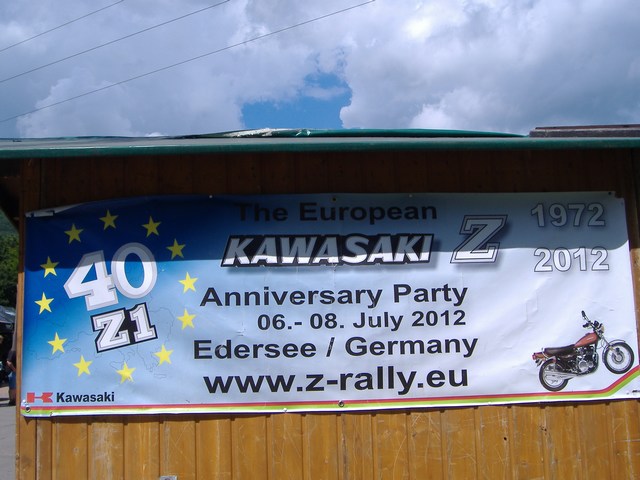 The European
KAWASAKI Z
1972
2012
40
Z1
Anniversary Party
06.- 08. July 2012
Edersee / Germany
www.z-rally.eu
Kawasaki